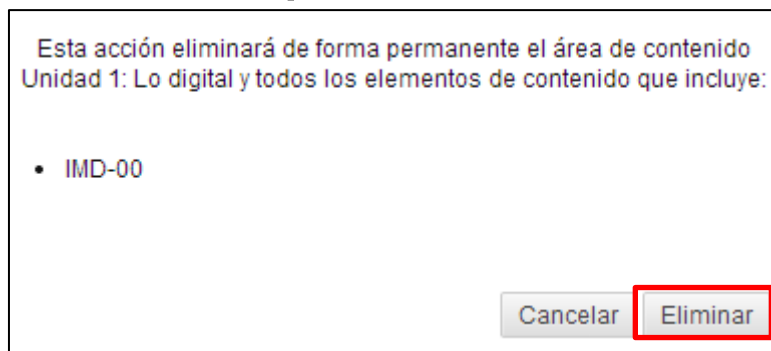 Esta acción eliminará de forma permanente el área de contenido
Unidad 1: Lo digital y todos los elementos de contenido que incluye:
• IMD-00
Cancelar Eliminar